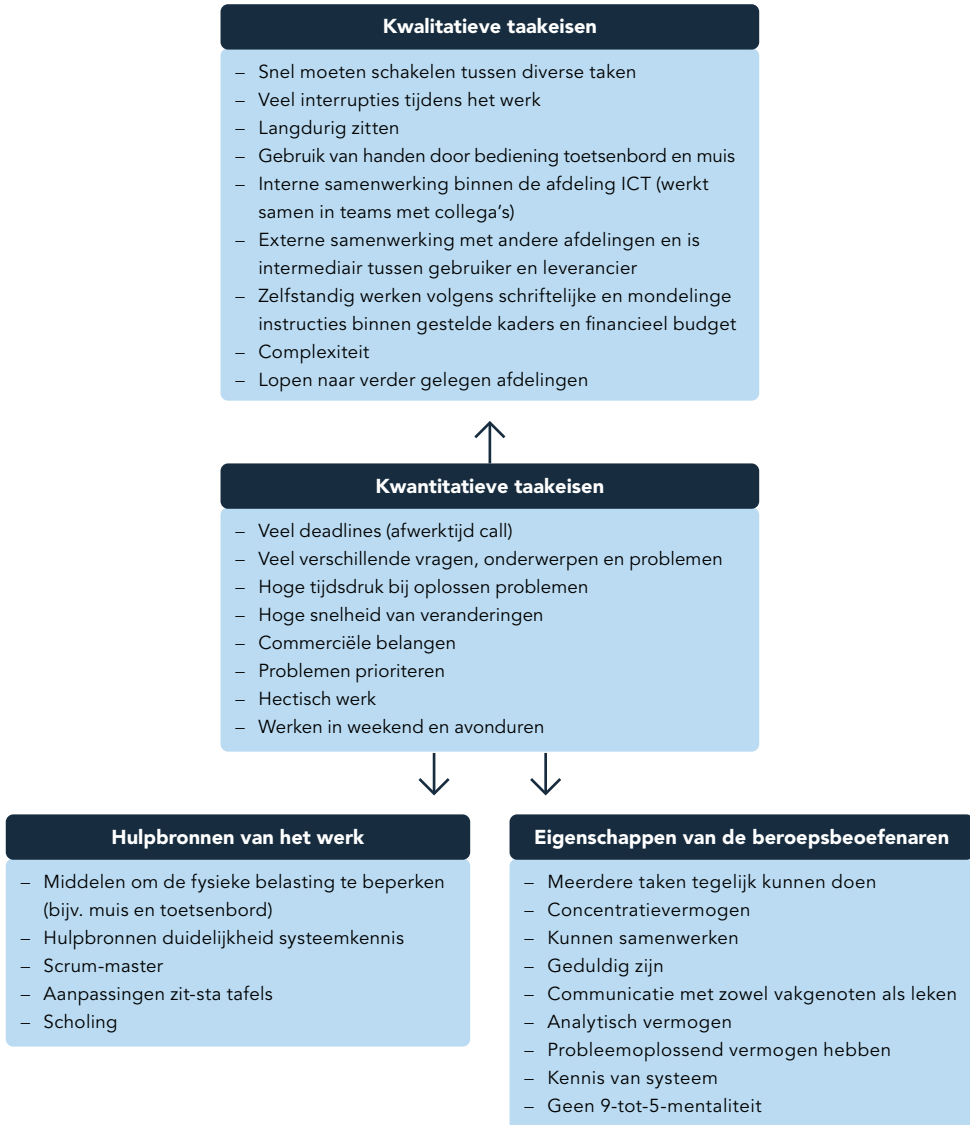 Kwalitatieve taakeisen
– Snel moeten schakelen tussen diverse taken
– Veel interrupties tijdens het werk
– Langdurig zitten
– Gebruik van handen door bediening toetsenbord en muis
– Interne samenwerking binnen de afdeling ICT (werkt
samen in teams met collega's)
– Externe samenwerking met andere afdelingen en is
intermediair tussen gebruiker en leverancier
– Zelfstandig werken volgens schriftelijke en mondelinge
instructies binnen gestelde kaders en financieel budget
– Complexiteit
– Lopen naar verder gelegen afdelingen
Kwantitatieve taakeisen
– Veel deadlines (afwerktijd call)
– Veel verschillende vragen, onderwerpen en problemen
– Hoge tijdsdruk bij oplossen problemen
– Hoge snelheid van veranderingen
– Commerciële belangen
– Problemen prioriteren
– Hectisch werk
– Werken in weekend en avonduren
Hulpbronnen van het werk
– Middelen om de fysieke belasting te beperken
(bijv. muis en toetsenbord)
– Hulpbronnen duidelijkheid systeemkennis
– Scrum-master
– Aanpassingen zit-sta tafels
– Scholing
Eigenschappen van de beroepsbeoefenaren
– Meerdere taken tegelijk kunnen doen
– Concentratievermogen
– Kunnen samenwerken
– Geduldig zijn
– Communicatie met zowel vakgenoten als leken
– Analytisch vermogen
– Probleemoplossend vermogen hebben
– Kennis van systeem
– Geen 9-tot-5-mentaliteit